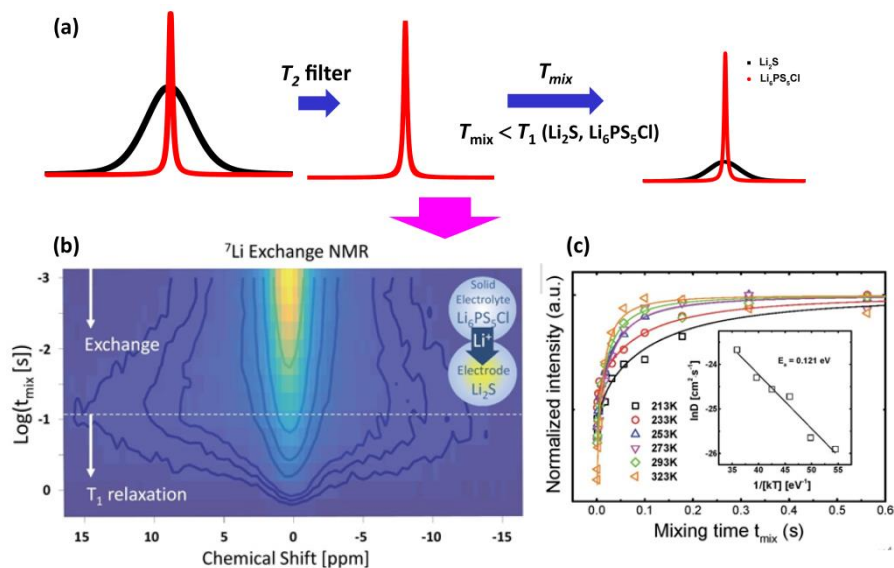 (a)
T₂ filter
Tmix
Tmix < T₁ (Li₂S, Li₆PS₅Cl)
Li₂S
Li₆PS₅Cl
(b)
⁷Li Exchange NMR
Log(tmix [s])
-3
-2
-1
0
Exchange
T₁ relaxation
Solid
Electrolyte
Li₆PS₅Cl
Li⁺
Electrode
Li₂S
15 10 5 0 -5 -10 -15
Chemical Shift [ppm]
(c)
Normalized intensity (a.u.)
213K
233K
253K
273K
293K
323K
lnD [cm²·s⁻¹]
-24
-25
-26
Eₐ = 0.121 eV
35 40 45 50 55
1/[kT] [eV⁻¹]
0.0 0.1 0.2 0.3 0.4 0.5 0.6
Mixing time tmix (s)